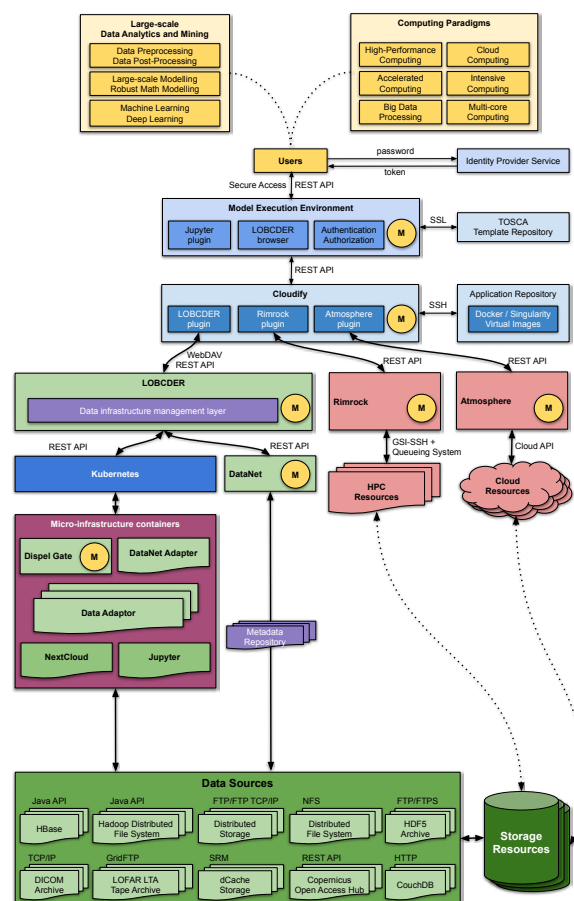 Large-scale
Data Analytics and Mining
Data Preprocessing
Data Post-Processing
Large-scale Modelling
Robust Math Modelling
Machine Learning
Deep Learning
Computing Paradigms
High-Performance
Computing
Cloud
Computing
Accelerated
Computing
Intensive
Computing
Big Data
Processing
Multi-core
Computing
Users
password
token
Identity Provider Service
Secure Access
REST API
Model Execution Environment
Jupyter
plugin
LOBCDER
browser
Authentication
Authorization
M
SSL
TOSCA
Template Repository
REST API
Cloudify
LOBCDER
plugin
Rimrock
plugin
Atmosphere
plugin
M
SSH
Application Repository
Docker / Singularity
Virtual Images
WebDAV
REST API
REST API
REST API
LOBCDER
Data infrastructure management layer
M
Rimrock
M
Atmosphere
M
REST API
REST API
GSI-SSH +
Queueing System
Cloud API
Kubernetes
DataNet
M
HPC
Resources
Cloud
Resources
Micro-infrastructure containers
Dispel Gate
M
DataNet Adapter
Data Adaptor
NextCloud
Jupyter
Metadata
Repository
Data Sources
Java API
HBase
Java API
Hadoop Distributed
File System
FTP/FTP TCP/IP
Distributed
Storage
NFS
Distributed
File System
FTP/FTPS
HDF5
Archive
TCP/IP
DICOM
Archive
GridFTP
LOFAR LTA
Tape Archive
SRM
dCache
Storage
REST API
Copernicus
Open Access Hub
HTTP
CouchDB
Storage
Resources